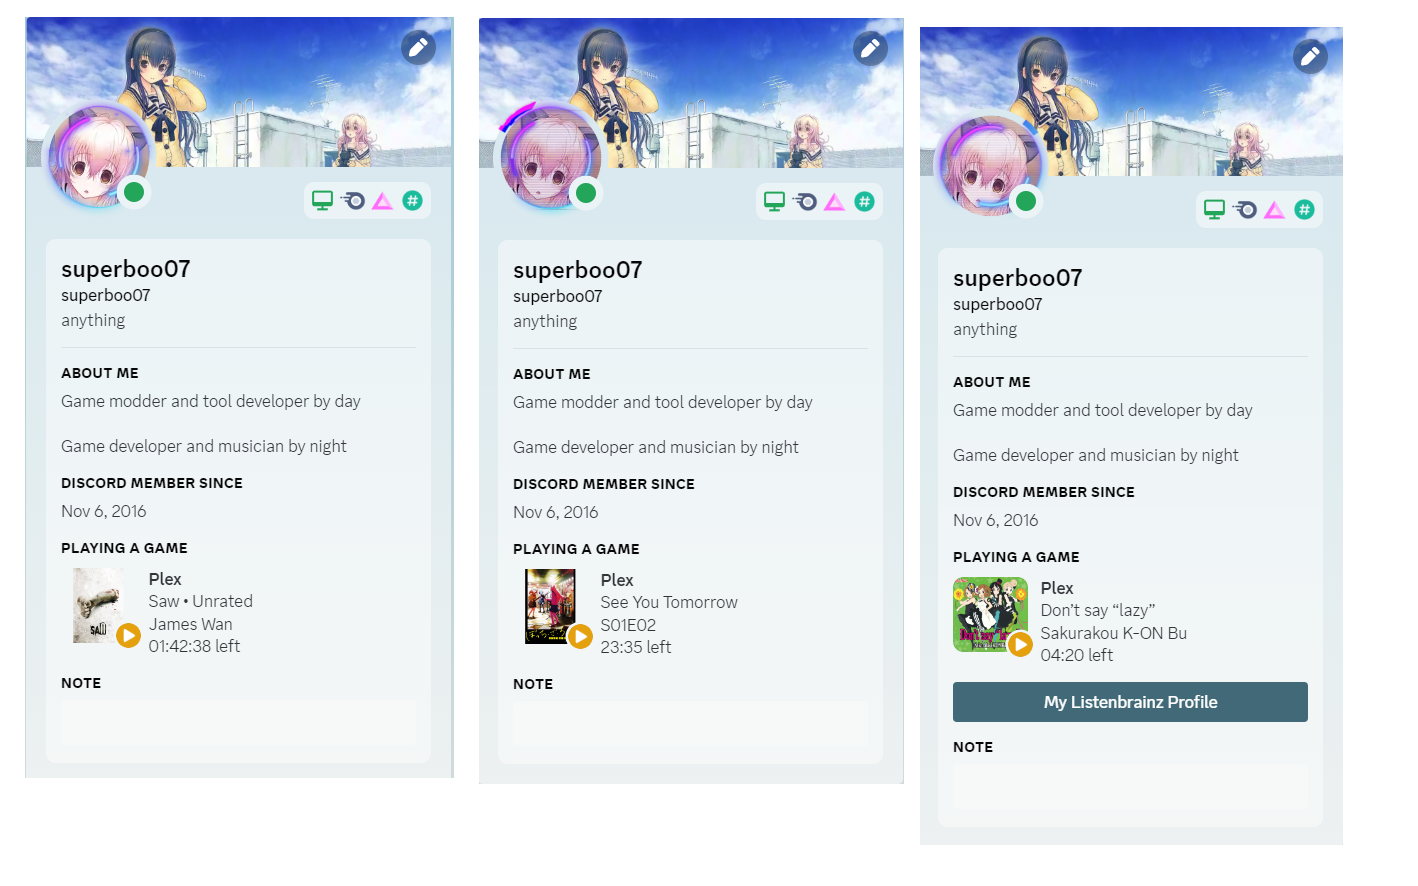 superboo07
superboo07
anything
ABOUT ME
Game modder and tool developer by day
Game developer and musician by night
DISCORD MEMBER SINCE
Nov 6, 2016
PLAYING A GAME
SAW
Plex
Saw • Unrated
James Wan
01:42:38 left
NOTE
superboo07
superboo07
anything
ABOUT ME
Game modder and tool developer by day
Game developer and musician by night
DISCORD MEMBER SINCE
Nov 6, 2016
PLAYING A GAME
Plex
See You Tomorrow
S01E02
23:35 left
NOTE
superboo07
superboo07
anything
ABOUT ME
Game modder and tool developer by day
Game developer and musician by night
DISCORD MEMBER SINCE
Nov 6, 2016
PLAYING A GAME
Don't say "lazy"
Plex
Don’t say “lazy”
Sakurakou K-ON Bu
04:20 left
My Listenbrainz Profile
NOTE